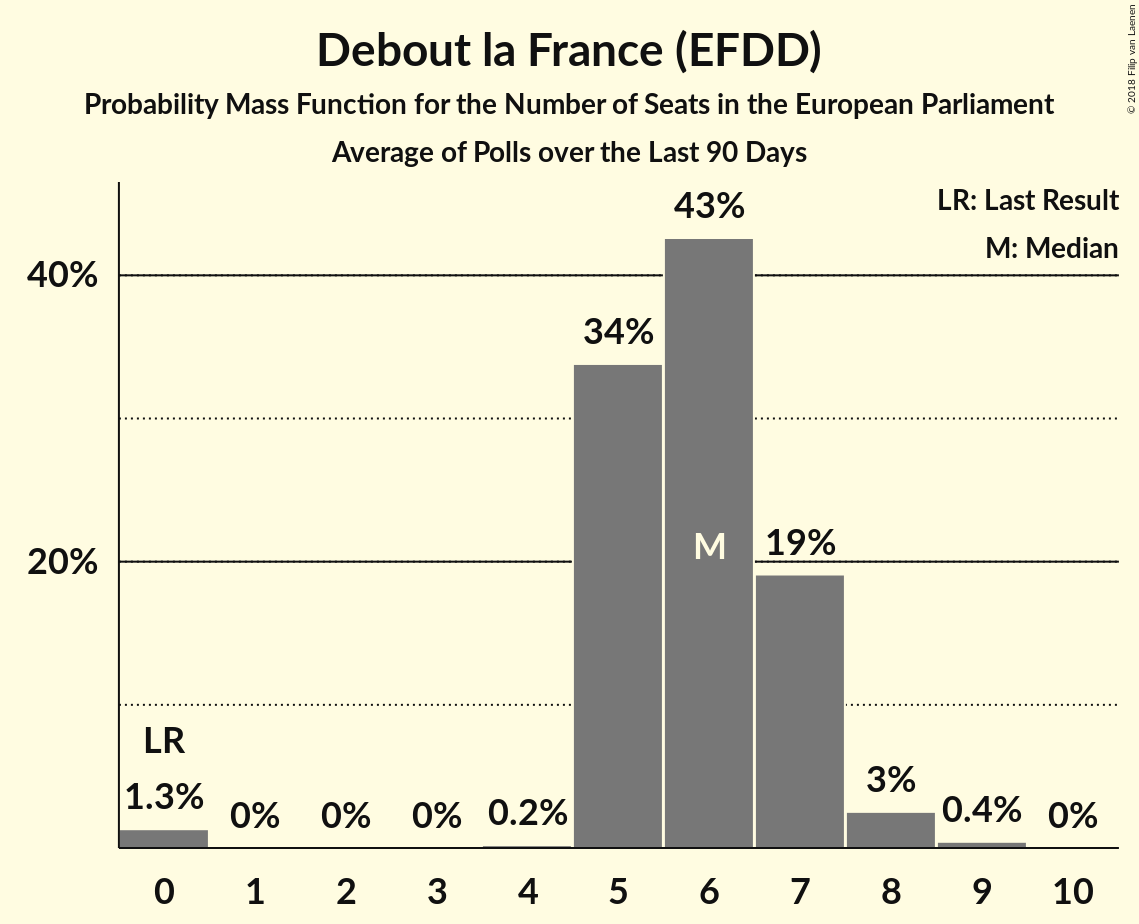 Debout la France (EFDD)
Probability Mass Function for the Number of Seats in the European Parliament
Average of Polls over the Last 90 Days
© 2018 Filip van Laenen
LR: Last Result
M: Median
40%
20%
LR
1.3%
0%
0%
0%
0.2%
34%
43%
M
19%
3%
0.4%
0%
0 1 2 3 4 5 6 7 8 9 10